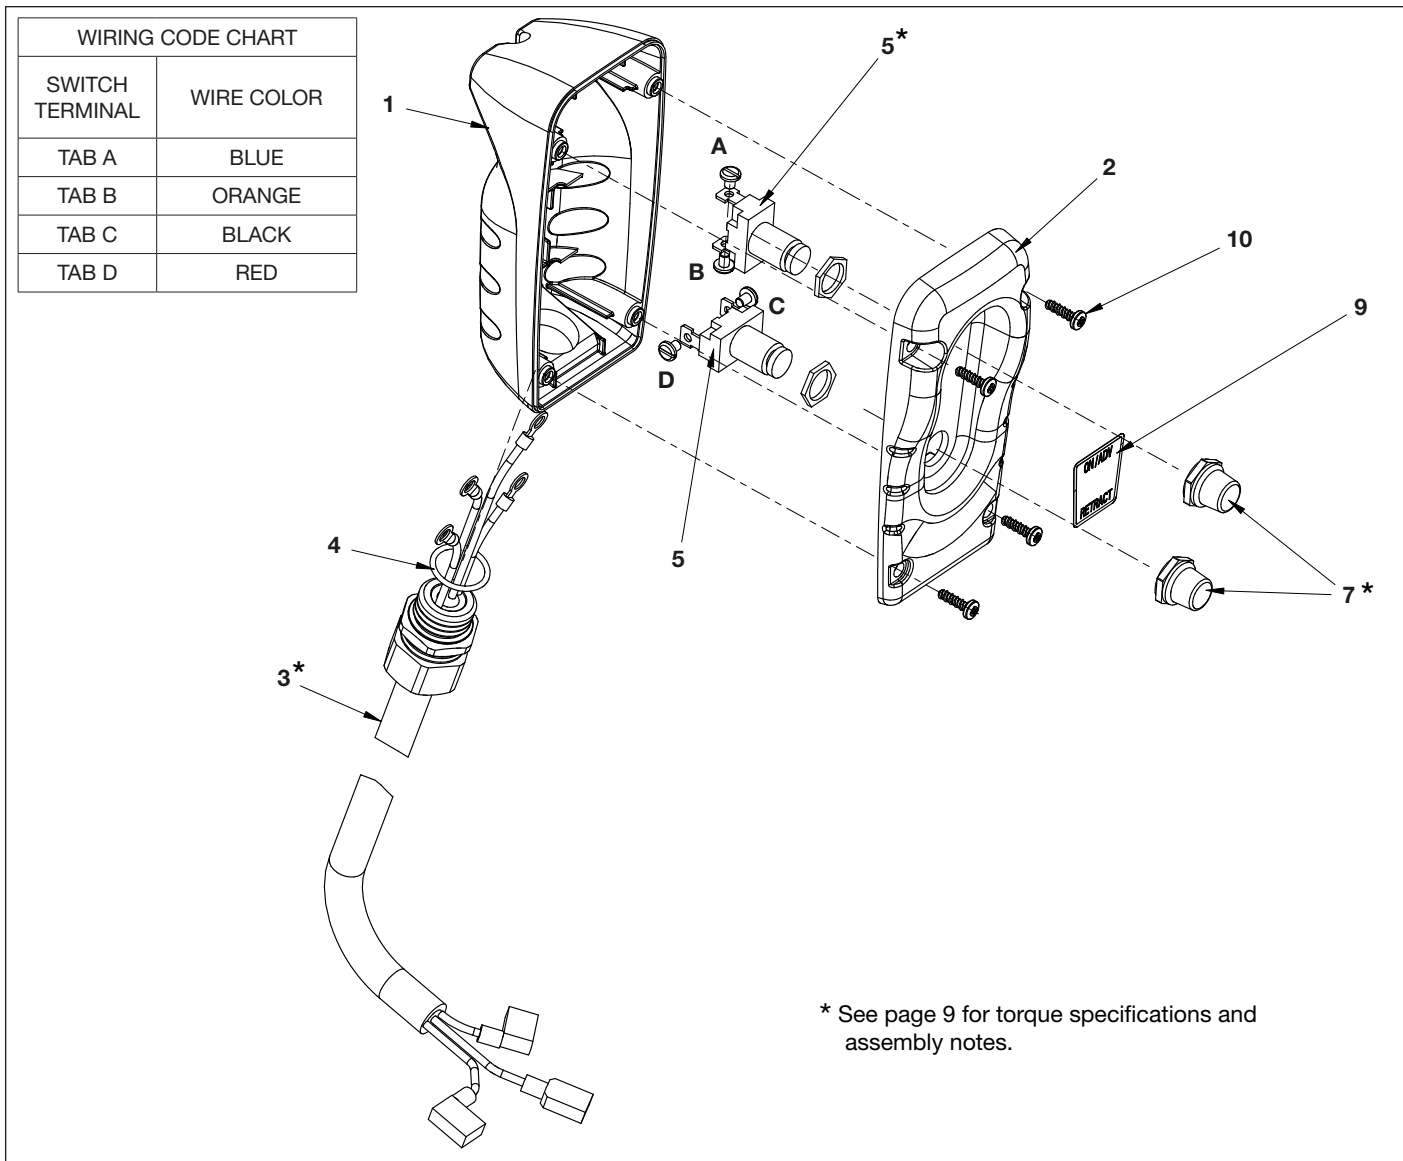 WIRING CODE CHART
SWITCH TERMINAL WIRE COLOR
TAB A BLUE
TAB B ORANGE
TAB C BLACK
TAB D RED
1
5*
A
2
B
C
10
9
D
ON/ADV
RETRACT
4
5
7*
3*
* See page 9 for torque specifications and
assembly notes.